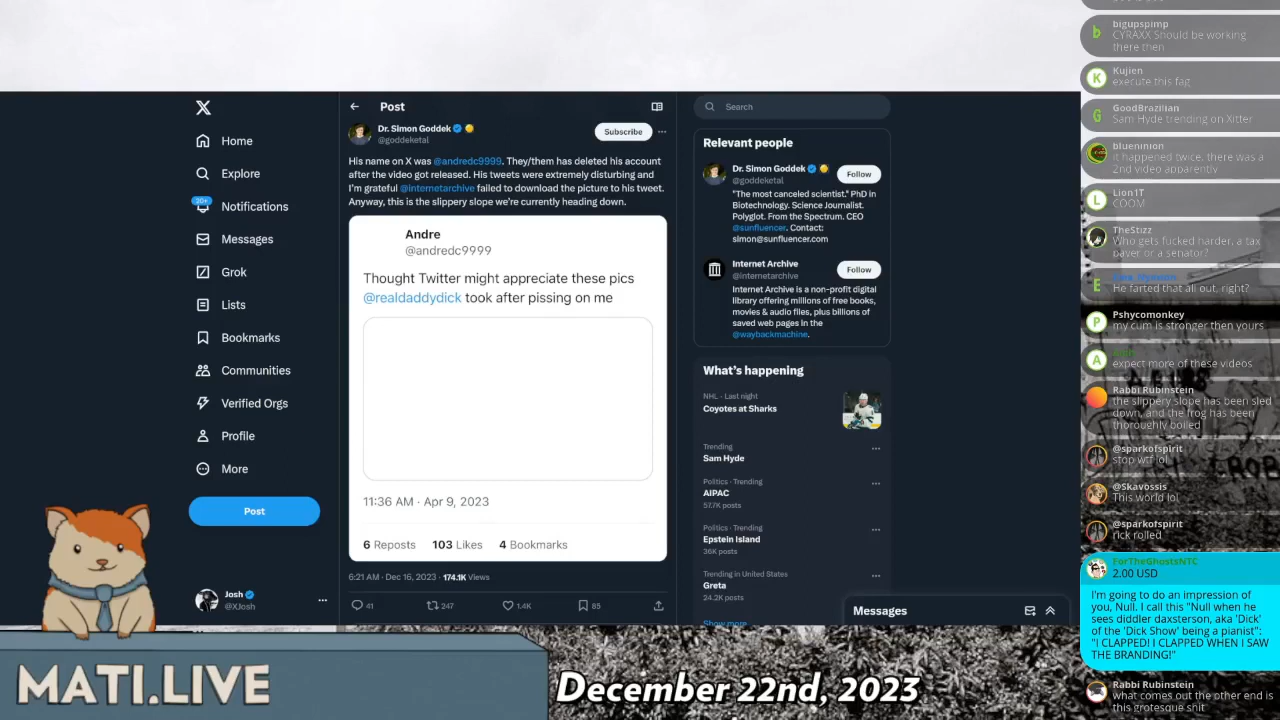 Post
Dr. Simon Goddek
@goddeketal
Subscribe
His name on X was @andredc9999. They/them has deleted his account
after the video got released. His tweets were extremely disturbing and
I'm grateful @internetarchive failed to download the picture to his tweet.
Anyway, this is the slippery slope we're currently heading down.
Andre
@andredc9999
Thought Twitter might appreciate these pics
@realdaddydick took after pissing on me
11:36 AM · Apr 9, 2023
6 Reposts 103 Likes 4 Bookmarks
6:21 AM · Dec 16, 2023 · 174.1K Views
41 247 1.4K 85
Home
Explore
20+
Notifications
Messages
Grok
Lists
Bookmarks
Communities
Verified Orgs
Profile
More
Post
Josh
@XJosh
Search
Relevant people
Dr. Simon Goddek
@goddeketal
Follow
"The most canceled scientist." PhD in
Biotechnology. Science Journalist.
Polyglot. From the Spectrum. CEO
@sunfluencer. Contact:
simon@sunfluencer.com
Internet Archive
@internetarchive
Follow
Internet Archive is a non-profit digital
library offering millions of free books,
movies & audio files, plus billions of
saved web pages in the
@waybackmachine.
What's happening
NHL · Last night
Coyotes at Sharks
Trending
Sam Hyde
Politics · Trending
AIPAC
57.7K posts
Politics · Trending
Epstein Island
36K posts
Trending in United States
Greta
24.2K posts
Show more
Messages
bigupspimp
CYRAXX Should be working
there then
Kujien
execute this fag
GoodBrazilian
Sam Hyde trending on Xitter
blueninion
it happened twice, there was a
2nd video apparently
Lion1T
COOM
TheStizz
Who gets fucked harder, a tax
payer or a senator?
He farted that all out, right?
Pshycomonkey
my cum is stronger then yours
expect more of these videos
Rabbi Rubinstein
the slippery slope has been sled
down, and the frog has been
thoroughly boiled
@sparkofspirit
stop wtf lol
@Skavossis
This world lol
@sparkofspirit
rick rolled
ForTheGhostsNTC
2.00 USD
I'm going to do an impression of
you, Null. I call this "Null when he
sees diddler daxsterson, aka 'Dick'
of the 'Dick Show' being a pianist":
"I CLAPPED! I CLAPPED WHEN I SAW
THE BRANDING!"
Rabbi Rubinstein
what comes out the other end is
this grotesque shit
MATI.LIVE
December 22nd, 2023